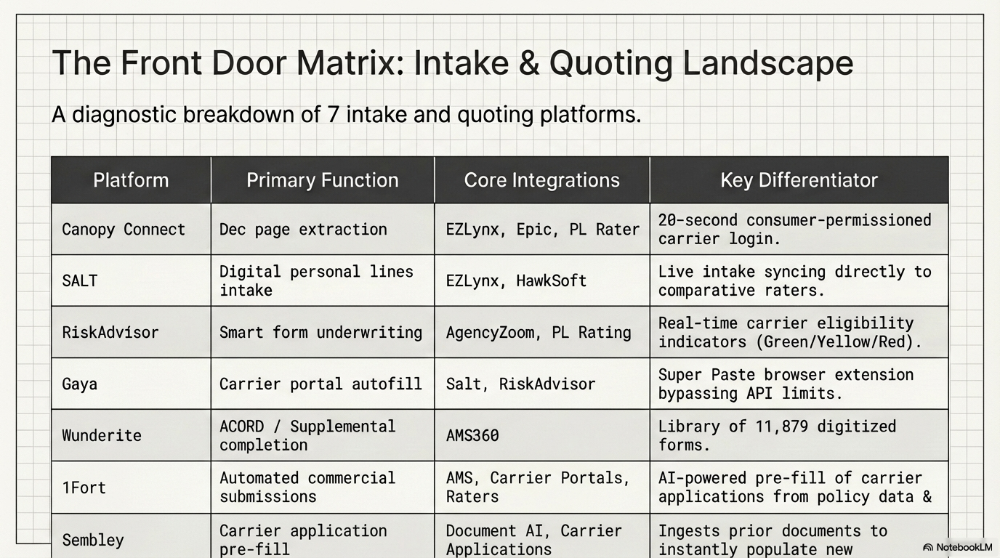 The Front Door Matrix: Intake & Quoting Landscape
A diagnostic breakdown of 7 intake and quoting platforms.
Platform
Primary Function
Core Integrations
Key Differentiator
Canopy Connect
Dec page extraction
EZLynx, Epic, PL Rater
20-second consumer-permissioned
carrier login.
SALT
Digital personal lines
intake
EZLynx, HawkSoft
Live intake syncing directly to
comparative raters.
RiskAdvisor
Smart form underwriting
AgencyZoom, PL Rating
Real-time carrier eligibility
indicators (Green/Yellow/Red).
Gaya
Carrier portal autofill
Salt, RiskAdvisor
Super Paste browser extension
bypassing API limits.
Wunderite
ACORD / Supplemental
completion
AMS360
Library of 11,879 digitized
forms.
1Fort
Automated commercial
submissions
AMS, Carrier Portals,
Raters
AI-powered pre-fill of carrier
applications from policy data &
Sembley
Carrier application
pre-fill
Document AI, Carrier
Applications
Ingests prior documents to
instantly populate new
NotebookLM